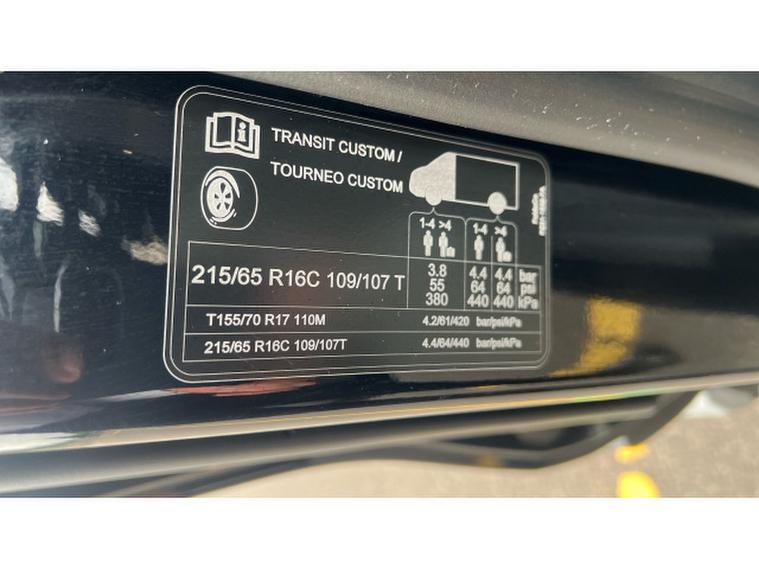 TRANSIT CUSTOM /
TOURNEO CUSTOM
1-4 >4 1-4 >4
215/65 R16C 109/107 T
3.8 4.4 4.4 bar
55 64 64 psi
380 440 440 kPa
T155/70 R17 110M 4.2/61/420 bar/psi/kPa
215/65 R16C 109/107T 4.4/64/440 bar/psi/kPa